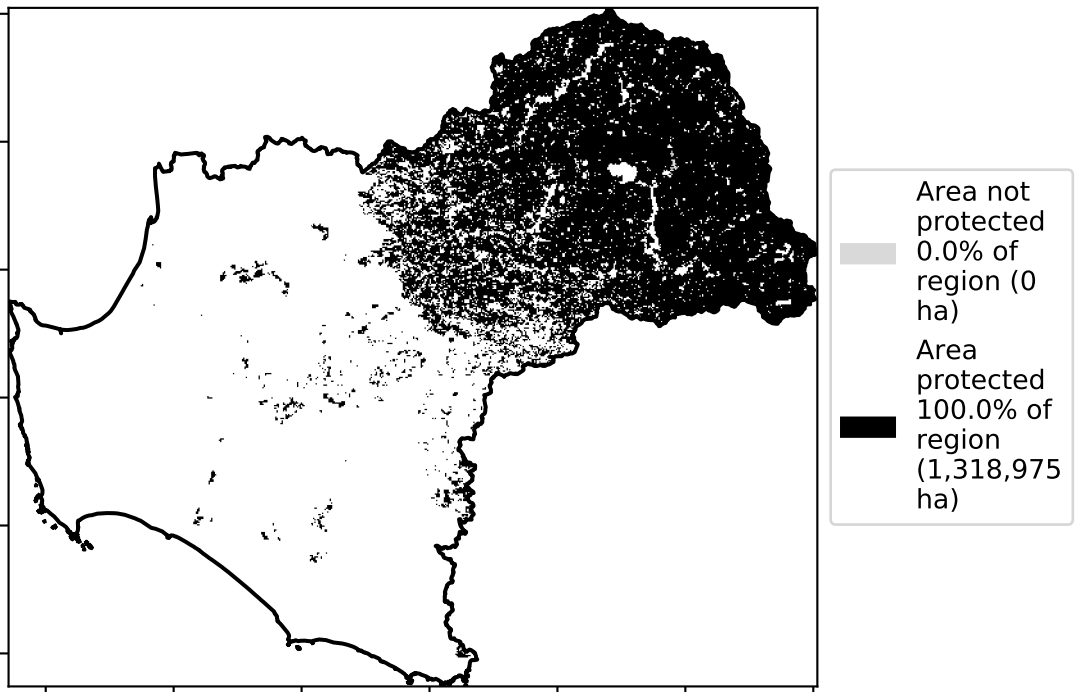 Area not
protected
0.0% of
region (0
ha)
Area
protected
100.0% of
region
(1,318,975
ha)